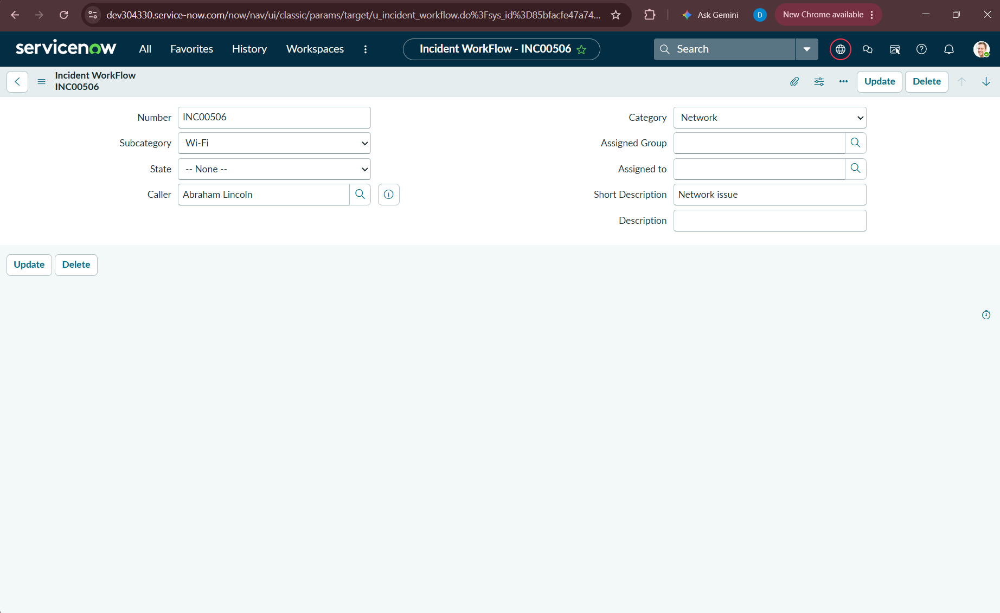 dev304330.service-now.com/now/nav/ui/classic/params/target/u_incident_workflow.do%3Fsys_id%3D85bfacfe47a74...
Ask Gemini
D
New Chrome available
servicenow
All
Favorites
History
Workspaces
Incident WorkFlow - INC00506
Search
Incident WorkFlow
INC00506
Update
Delete
Number
INC00506
Category
Network
Subcategory
Wi-Fi
Assigned Group
State
-- None --
Assigned to
Caller
Abraham Lincoln
Short Description
Network issue
Description
Update
Delete